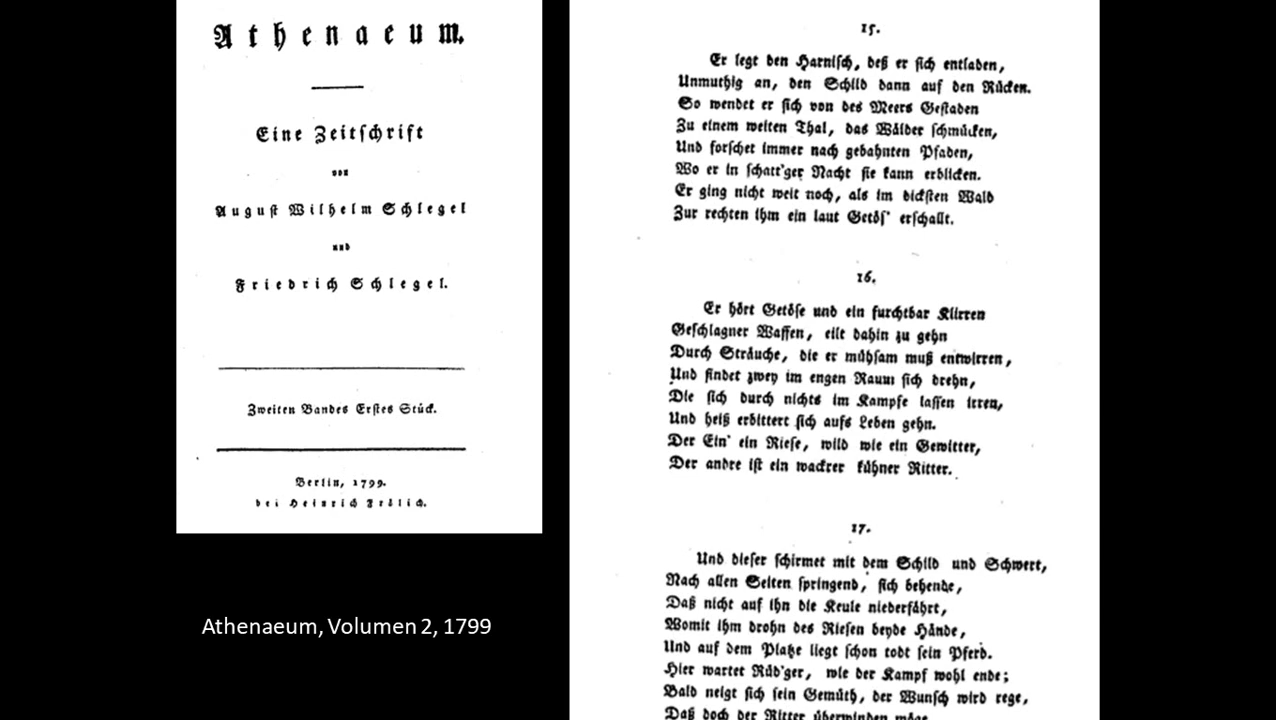 Athenaeum.
Eine Zeitſchrift
von
Auguſt Wilhelm Schlegel
und
Friedrich Schlegel.
Zweiten Bandes Erſtes Stück.
Berlin, 1799.
bei Heinrich Frölich.
Athenaeum, Volumen 2, 1799
15.
Er legt den Harniſch, deß er ſich entladen,
Unmuthig an, den Schild dann auf den Rücken.
So wendet er ſich von des Meers Geſtaden
Zu einem weiten Thal, das Wälder ſchmücken,
Und forſchet immer nach gebahnten Pfaden,
Wo er in ſchatt'ger Nacht ſie kann erblicken.
Er ging nicht weit noch, als im dickſten Wald
Zur rechten ihm ein laut Getöſ' erſchallt.
16.
Er hört Getöſe und ein furchtbar Klirren
Geſchlagner Waffen, eilt dahin zu gehn
Durch Sträuche, die er mühſam muß entwirren,
Und findet zwey im engen Raum ſich drehn,
Die ſich durch nichts im Kampfe laſſen irren,
Und heiß erbittert ſich aufs Leben gehn.
Der Ein' ein Rieſe, wild wie ein Gewitter,
Der andre iſt ein wackrer kühner Ritter.
17.
Und dieſer ſchirmet mit dem Schild und Schwert,
Nach allen Seiten ſpringend, ſich behende,
Daß nicht auf ihn die Keule niederfährt,
Womit ihm drohn des Rieſen beyde Hände,
Und auf dem Platze liegt ſchon todt ſein Pferd.
Hier wartet Rüd'ger, wie der Kampf wohl ende;
Bald neigt ſich ſein Gemüth, der Wunſch wird rege,
Daß doch der Ritter überwinden möge